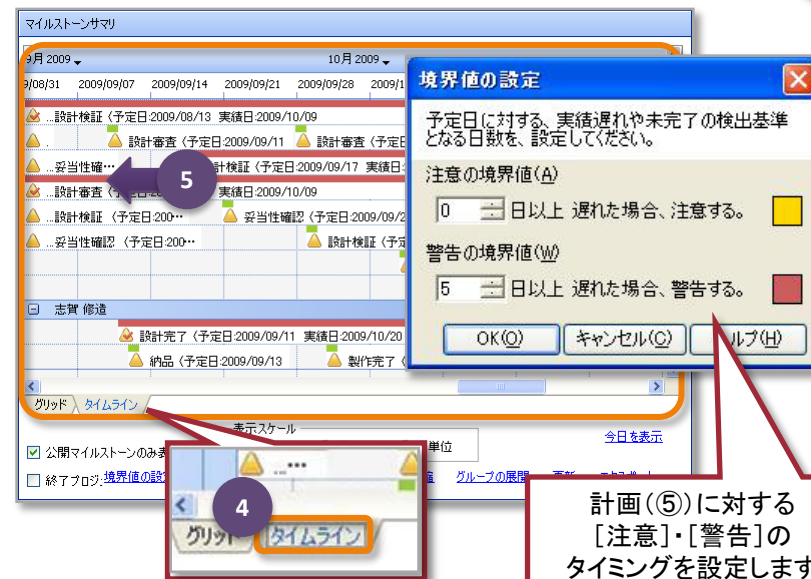 マイルストーンサマリ
9月 2009
10月 2009
9/08/31 2009/09/07 2009/09/14 2009/09/21 2009/09/28 2009/1
...設計検証 (予定日:2009/08/13 実績日:2009/10/09
. 設計審査 (予定日:2009/09/11 設計審査 (予定日
...妥当性確… 計検証 (予定日:2009/09/17 実績日:
...設計審査 実績日:2009/10/09
5
...設計検証 (予定日:200… 妥当性確認 (予定日:2009/09/2
...妥当性確認 (予定日:200… 設計検証 (予定
志賀 修造
設計完了 (予定日:2009/09/11 実績日:2009/10/20
納品 (予定日:2009/09/13 製作完了 (
グリッド タイムライン
表示スケール
公開マイルストーンのみ表
単位
今日を表示
終了プロジ: 境界値の設定
グループの展開
境界値の設定
予定日に対する、実績遅れや未完了の検出基準
となる日数を、設定してください。
注意の境界値(A)
0 日以上 遅れた場合、注意する。
警告の境界値(W)
5 日以上 遅れた場合、警告する。
OK(O) キャンセル(C) ルプ(H)
...
4
グリッド タイムライン
計画(⑤)に対する
[注意]・[警告]の
タイミングを設定します